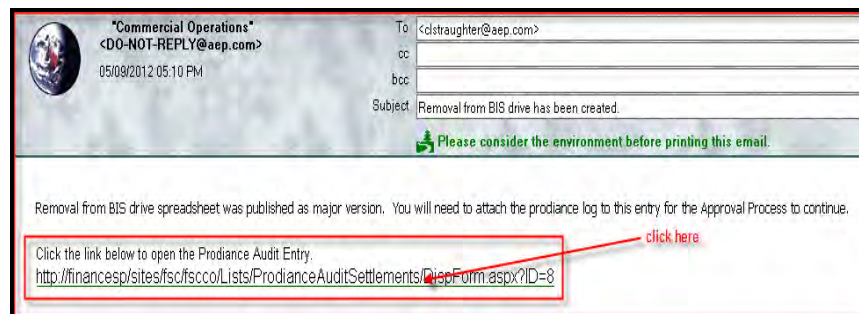 "Commercial Operations"
<DO-NOT-REPLY@aep.com>
05/09/2012 05:10 PM
To <clstraughter@aep.com>
cc
bcc
Subject Removal from BIS drive has been created.
Please consider the environment before printing this email.
Removal from BIS drive spreadsheet was published as major version. You will need to attach the prodiance log to this entry for the Approval Process to continue.
click here
Click the link below to open the Prodiance Audit Entry.
http://financesp/sites/fsc/fscco/Lists/ProdianceAuditSettlements/DispForm.aspx?ID=8